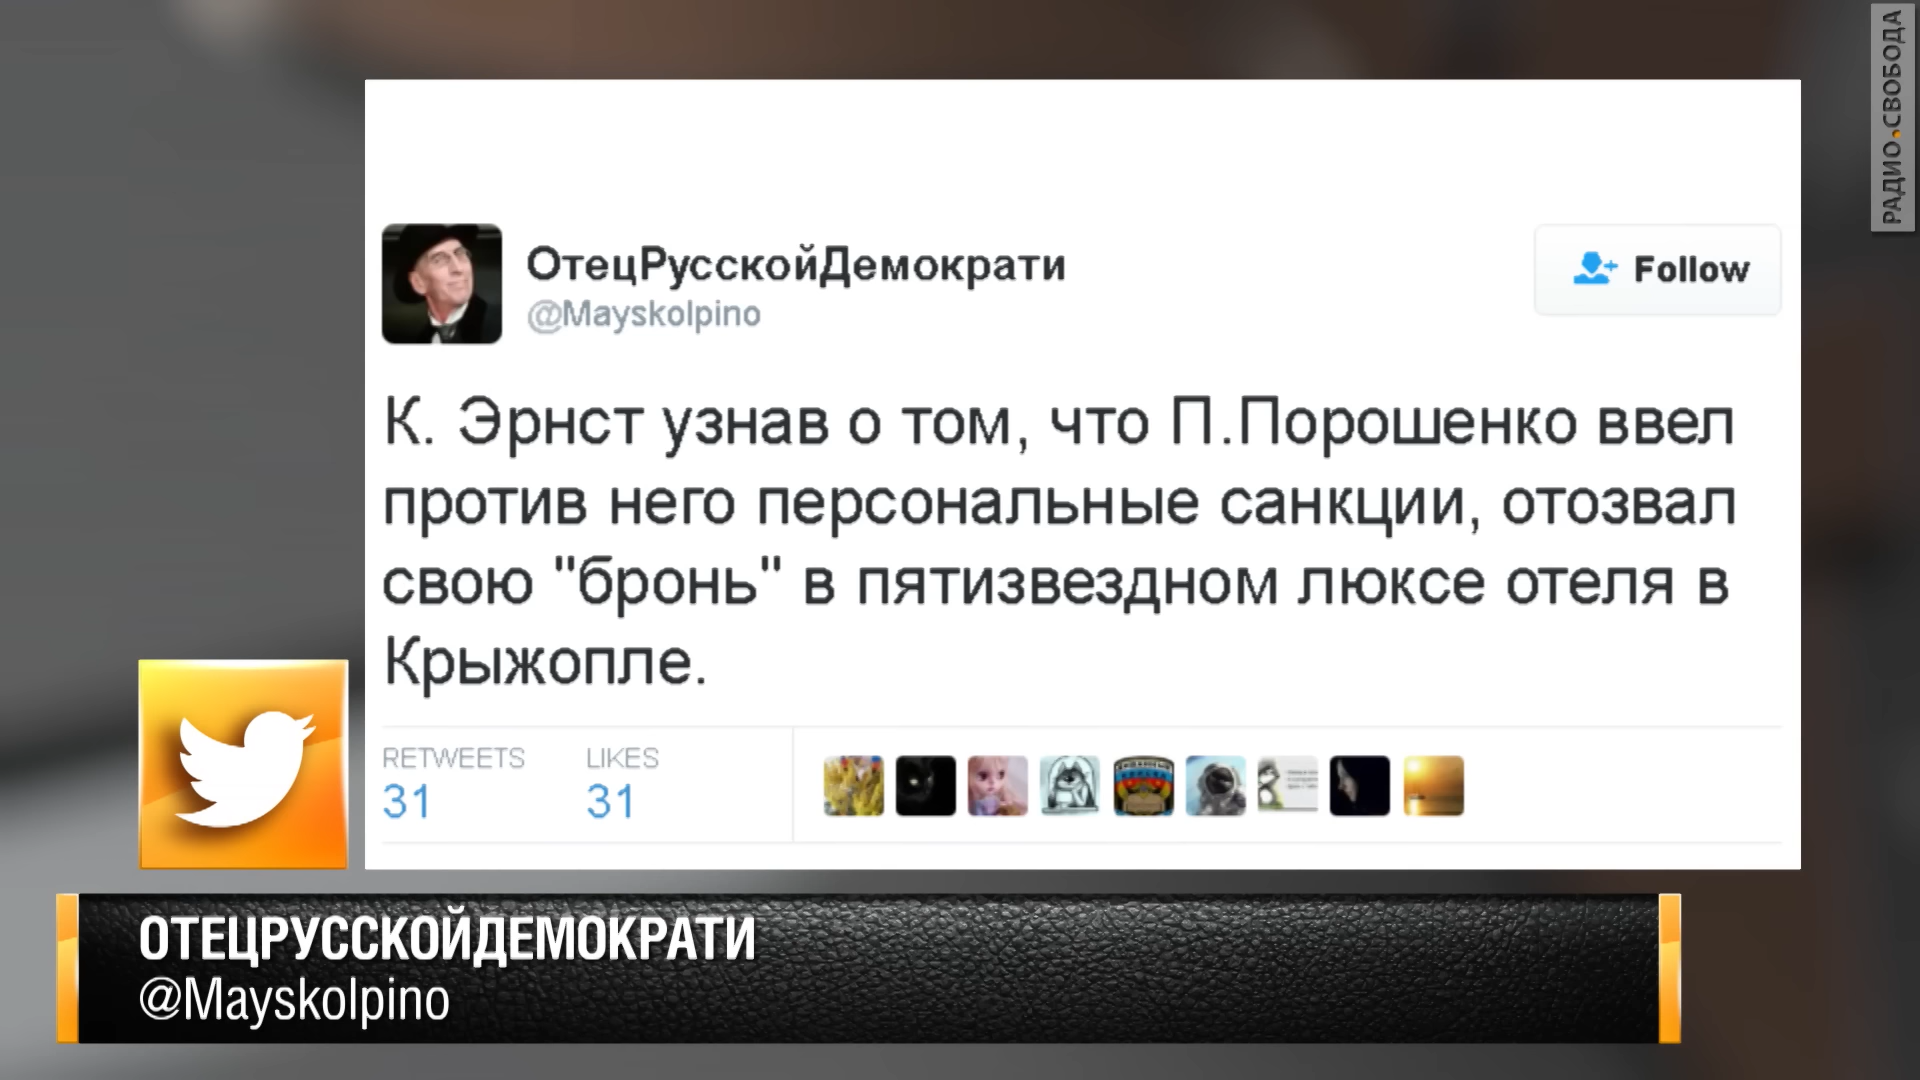 РАДИО СВОБОДА
ОтецРусскойДемократи
@Mayskolpino
Follow
К. Эрнст узнав о том, что П.Порошенко ввел
против него персональные санкции, отозвал
свою "бронь" в пятизвездном люксе отеля в
Крыжопле.
RETWEETS
31
LIKES
31
ОТЕЦРУССКОЙДЕМОКРАТИ
@Mayskolpino